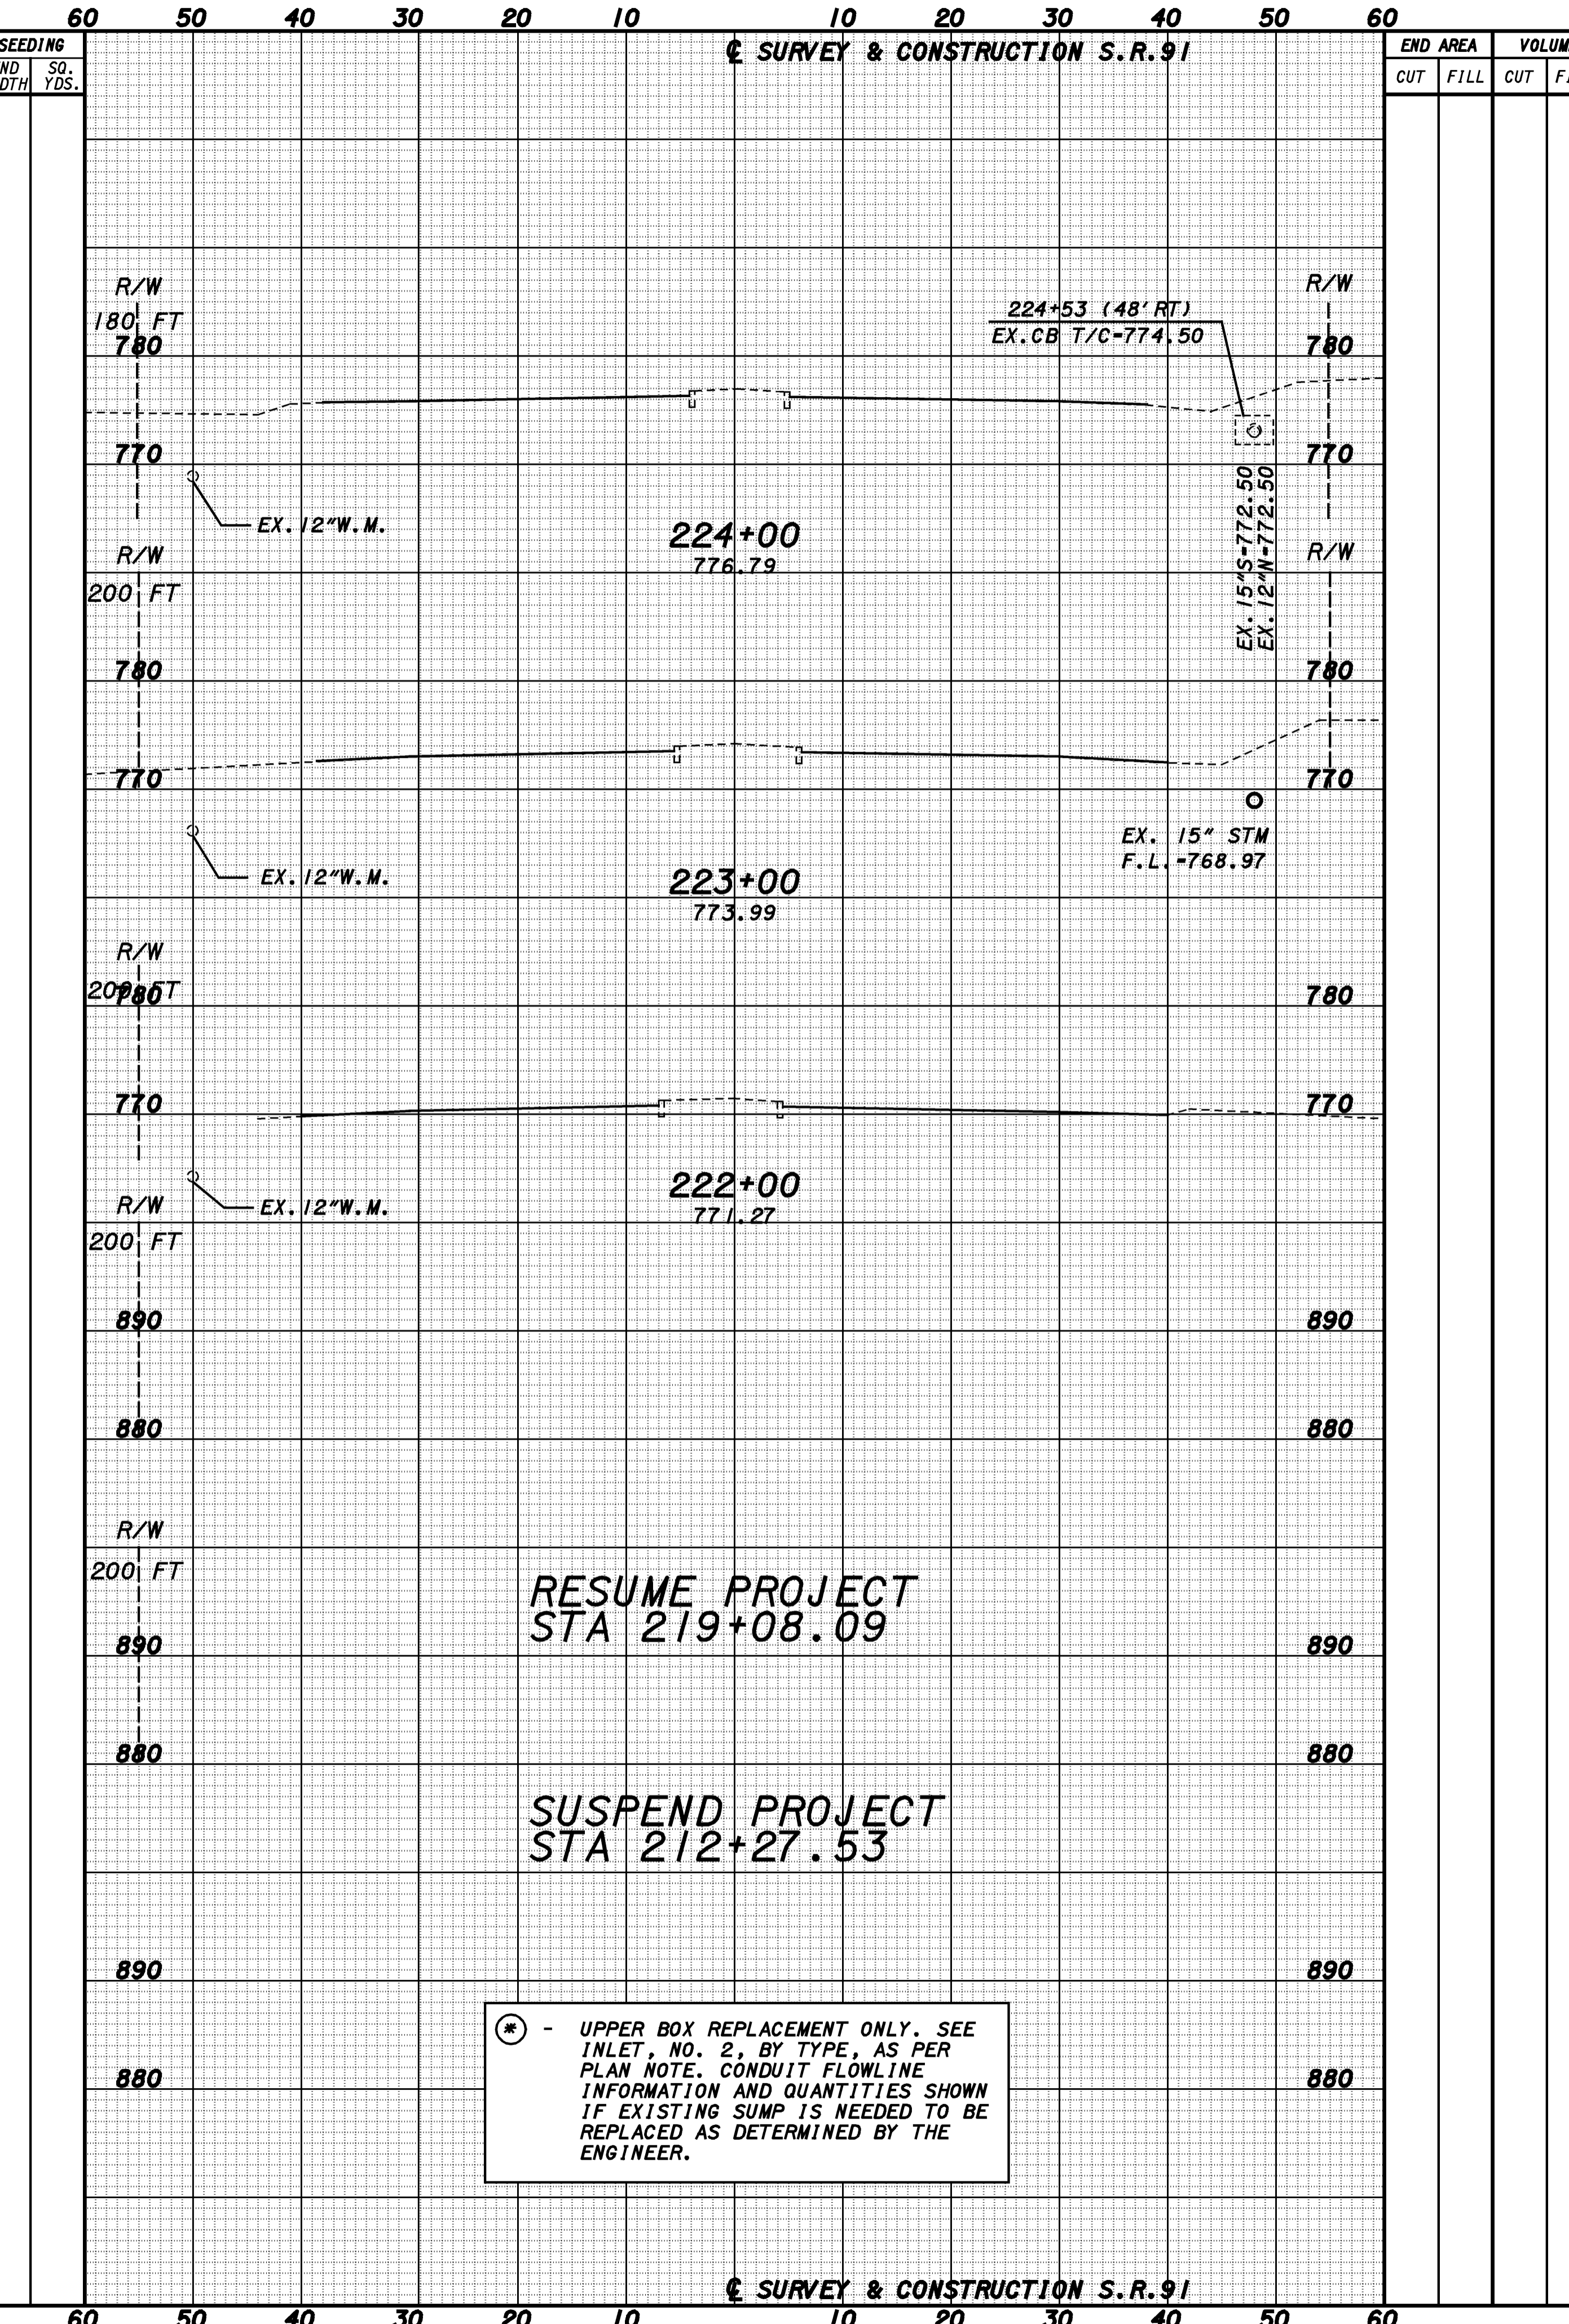 60 50 40 30 20 10 10 20 30 40 50 60
SEEDING
ND
DTH
SQ.
YDS.
℄ SURVEY & CONSTRUCTION S.R.91
END AREA
CUT FILL
VOLUM
CUT F
R/W
180 FT
780
224+53 (48' RT)
EX.CB T/C=774.50
R/W
780
770
770
EX.12"W.M.
224+00
776.79
EX.15"S=772.50
EX.12"N=772.50
R/W
200 FT
R/W
780
780
770
770
EX. 15" STM
F.L.=768.97
EX.12"W.M.
223+00
773.99
R/W
200 FT
780
780
770
770
EX.12"W.M.
222+00
771.27
R/W
200 FT
890
890
880
880
R/W
200 FT
RESUME PROJECT
STA 219+08.09
890
890
880
880
SUSPEND PROJECT
STA 212+27.53
890
890
* - UPPER BOX REPLACEMENT ONLY. SEE
INLET, NO. 2, BY TYPE, AS PER
PLAN NOTE. CONDUIT FLOWLINE
INFORMATION AND QUANTITIES SHOWN
IF EXISTING SUMP IS NEEDED TO BE
REPLACED AS DETERMINED BY THE
ENGINEER.
880
880
℄ SURVEY & CONSTRUCTION S.R.91
60 50 40 30 20 10 10 20 30 40 50 60